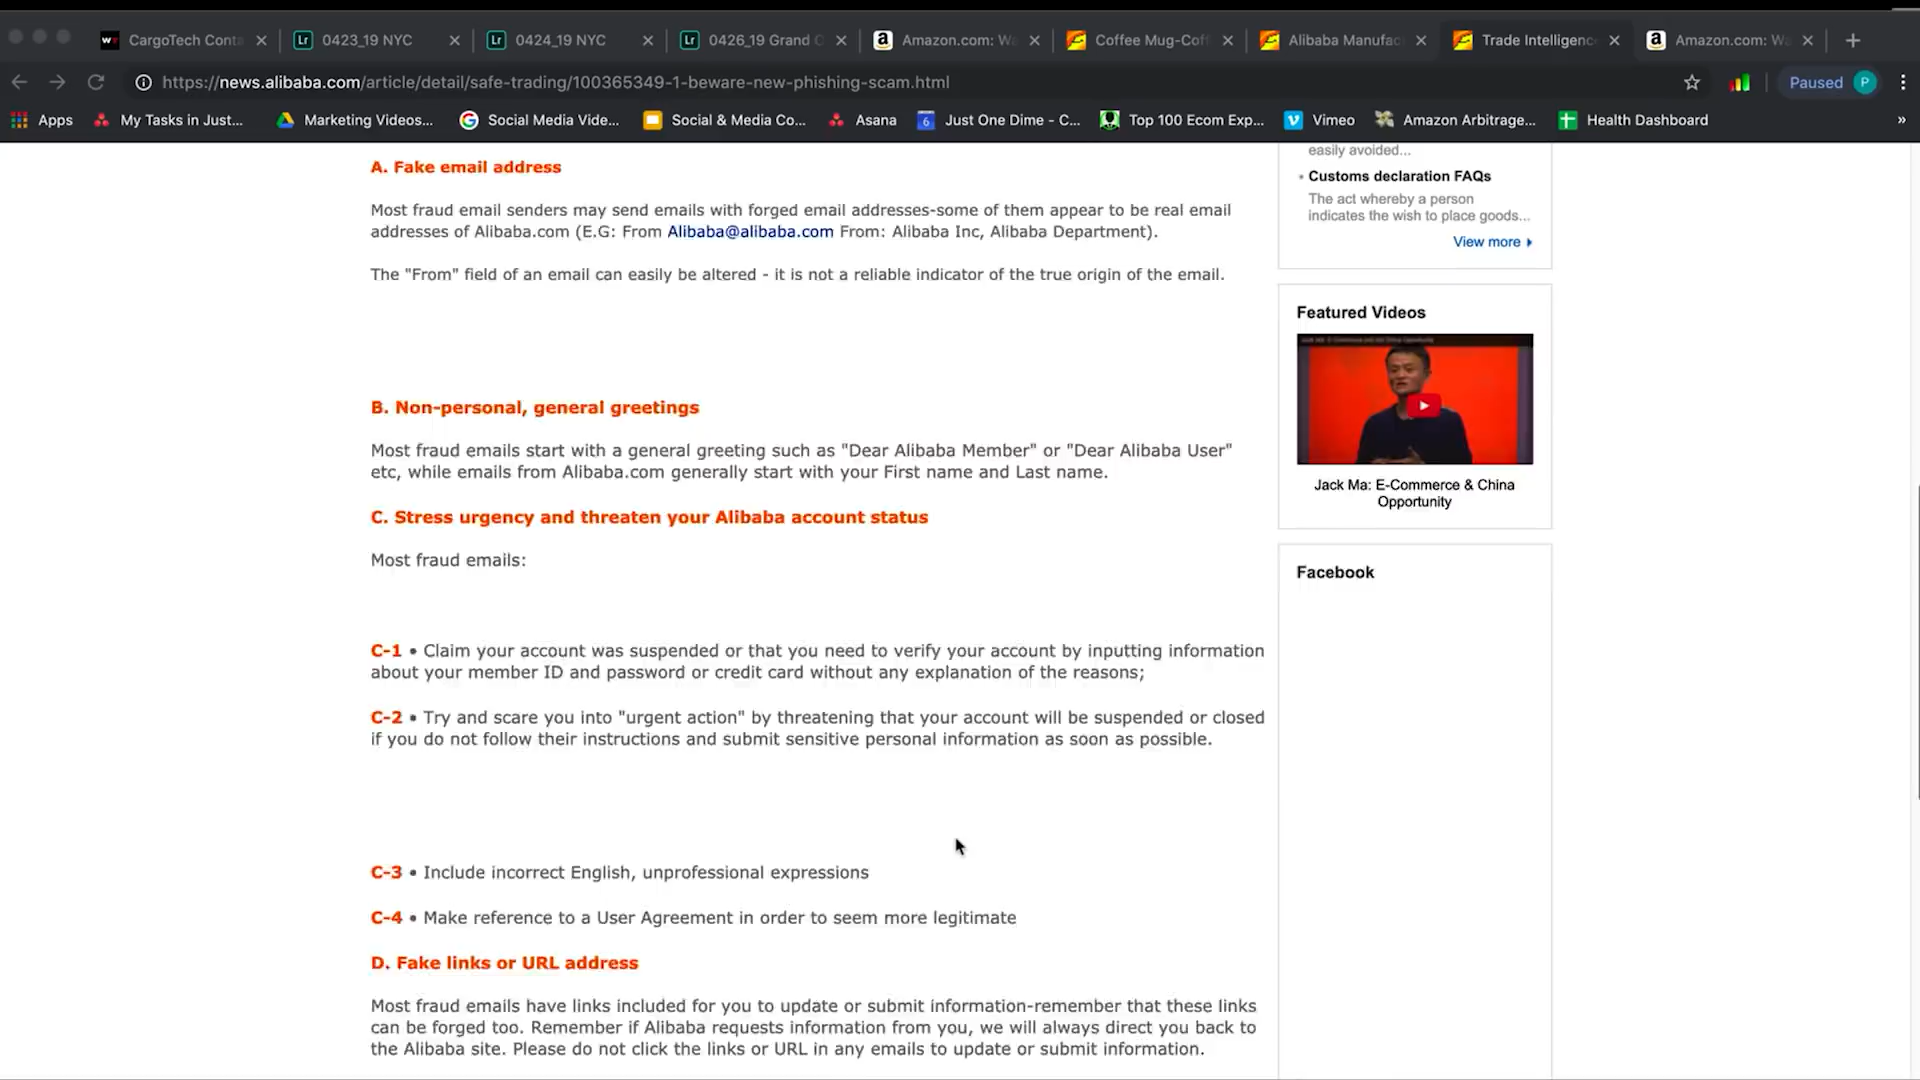 CargoTech Conta
0423_19 NYC
0424_19 NYC
0426_19 Grand C
Amazon.com: Wa
Coffee Mug-Coff
Alibaba Manufac
Trade Intelligenc
Amazon.com: Wa
https://news.alibaba.com/article/detail/safe-trading/100365349-1-beware-new-phishing-scam.html
Paused P
Apps
My Tasks in Just...
Marketing Videos...
Social Media Vide...
Social & Media Co...
Asana
Just One Dime - C...
Top 100 Ecom Exp...
Vimeo
Amazon Arbitrage...
Health Dashboard
»
A. Fake email address
Most fraud email senders may send emails with forged email addresses-some of them appear to be real email
addresses of Alibaba.com (E.G: From Alibaba@alibaba.com From: Alibaba Inc, Alibaba Department).
The "From" field of an email can easily be altered - it is not a reliable indicator of the true origin of the email.
B. Non-personal, general greetings
Most fraud emails start with a general greeting such as "Dear Alibaba Member" or "Dear Alibaba User"
etc, while emails from Alibaba.com generally start with your First name and Last name.
C. Stress urgency and threaten your Alibaba account status
Most fraud emails:
C-1 • Claim your account was suspended or that you need to verify your account by inputting information
about your member ID and password or credit card without any explanation of the reasons;
C-2 • Try and scare you into "urgent action" by threatening that your account will be suspended or closed
if you do not follow their instructions and submit sensitive personal information as soon as possible.
C-3 • Include incorrect English, unprofessional expressions
C-4 • Make reference to a User Agreement in order to seem more legitimate
D. Fake links or URL address
Most fraud emails have links included for you to update or submit information-remember that these links
can be forged too. Remember if Alibaba requests information from you, we will always direct you back to
the Alibaba site. Please do not click the links or URL in any emails to update or submit information.
easily avoided...
Customs declaration FAQs
The act whereby a person
indicates the wish to place goods...
View more
Featured Videos
Jack Ma: E-Commerce & China
Opportunity
Facebook